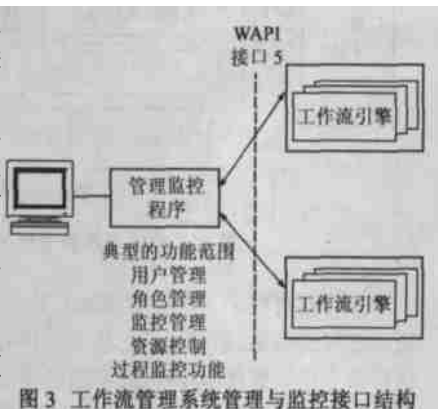 WAPI
接口 5
工作流引擎
管理监控
程序
典型的功能范围
用户管理
角色管理
监控管理
资源控制
过程监控功能
工作流引擎
图 3 工作流管理系统管理与监控接口结构